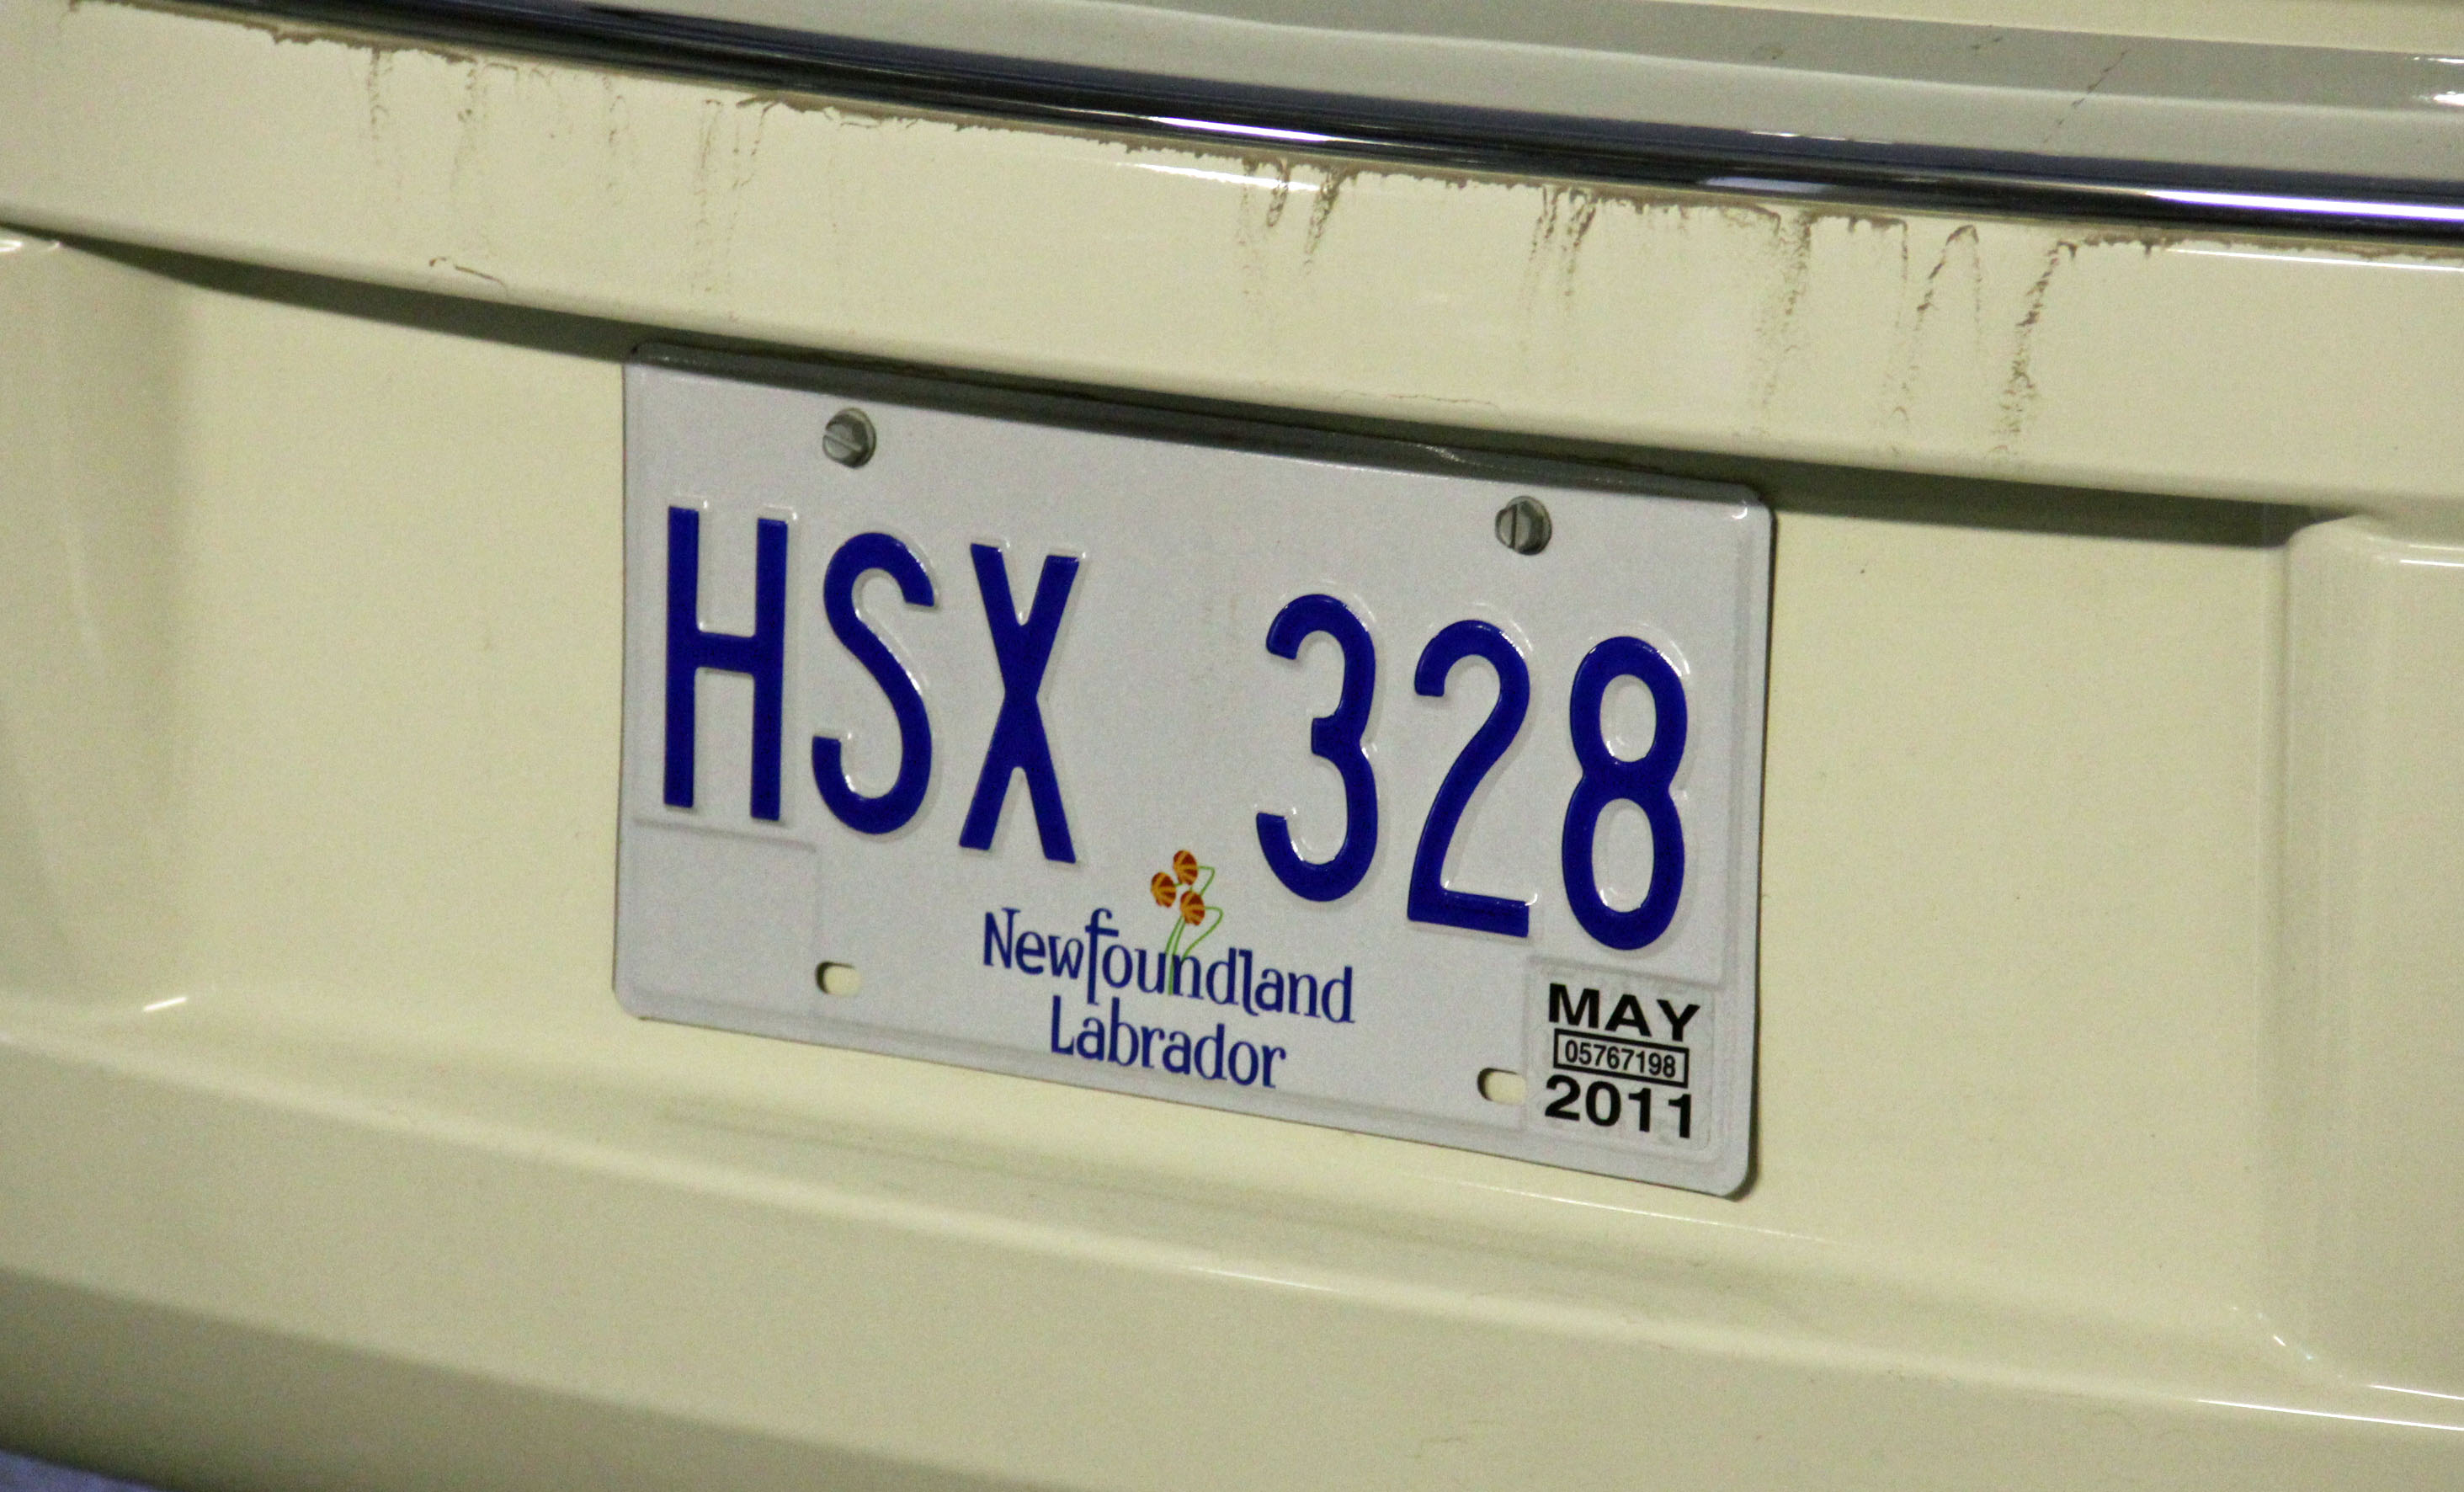 HSX 328
Newfoundland
Labrador
MAY
05767198
2011